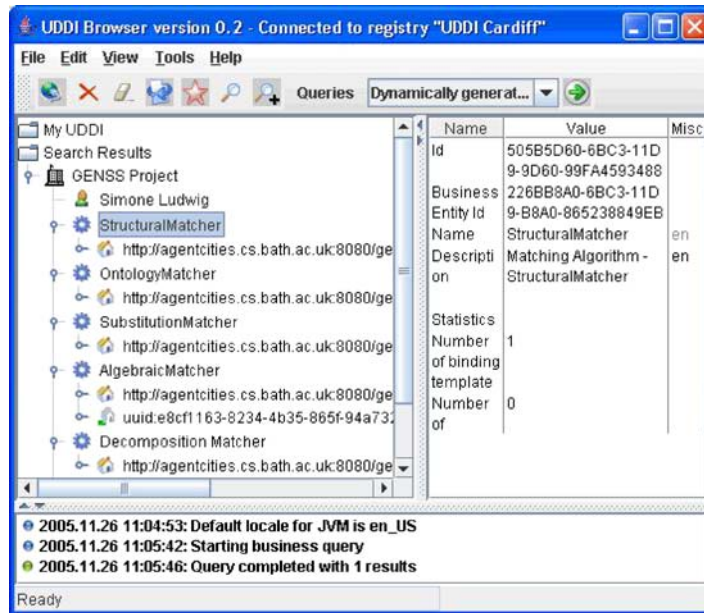 UDDI Browser version 0.2 - Connected to registry "UDDI Cardiff"
File Edit View Tools Help
Queries Dynamically generat...
My UDDI
Search Results
GENSS Project
Simone Ludwig
StructuralMatcher
http://agentcities.cs.bath.ac.uk:8080/ge
OntologyMatcher
http://agentcities.cs.bath.ac.uk:8080/ge
SubstitutionMatcher
http://agentcities.cs.bath.ac.uk:8080/ge
AlgebraicMatcher
http://agentcities.cs.bath.ac.uk:8080/ge
uuid:e8cf1163-8234-4b35-865f-94a732
Decomposition Matcher
http://agentcities.cs.bath.ac.uk:8080/ge
Name Value Misc
Id 505B5D60-6BC3-11D
9-9D60-99FA4593488
Business 226BB8A0-6BC3-11D
Entity Id 9-B8A0-865238849EB
Name StructuralMatcher en
Descripti Matching Algorithm - en
on StructuralMatcher
Statistics
Number 1
of binding
template
Number 0
of
2005.11.26 11:04:53: Default locale for JVM is en_US
2005.11.26 11:05:42: Starting business query
2005.11.26 11:05:46: Query completed with 1 results
Ready